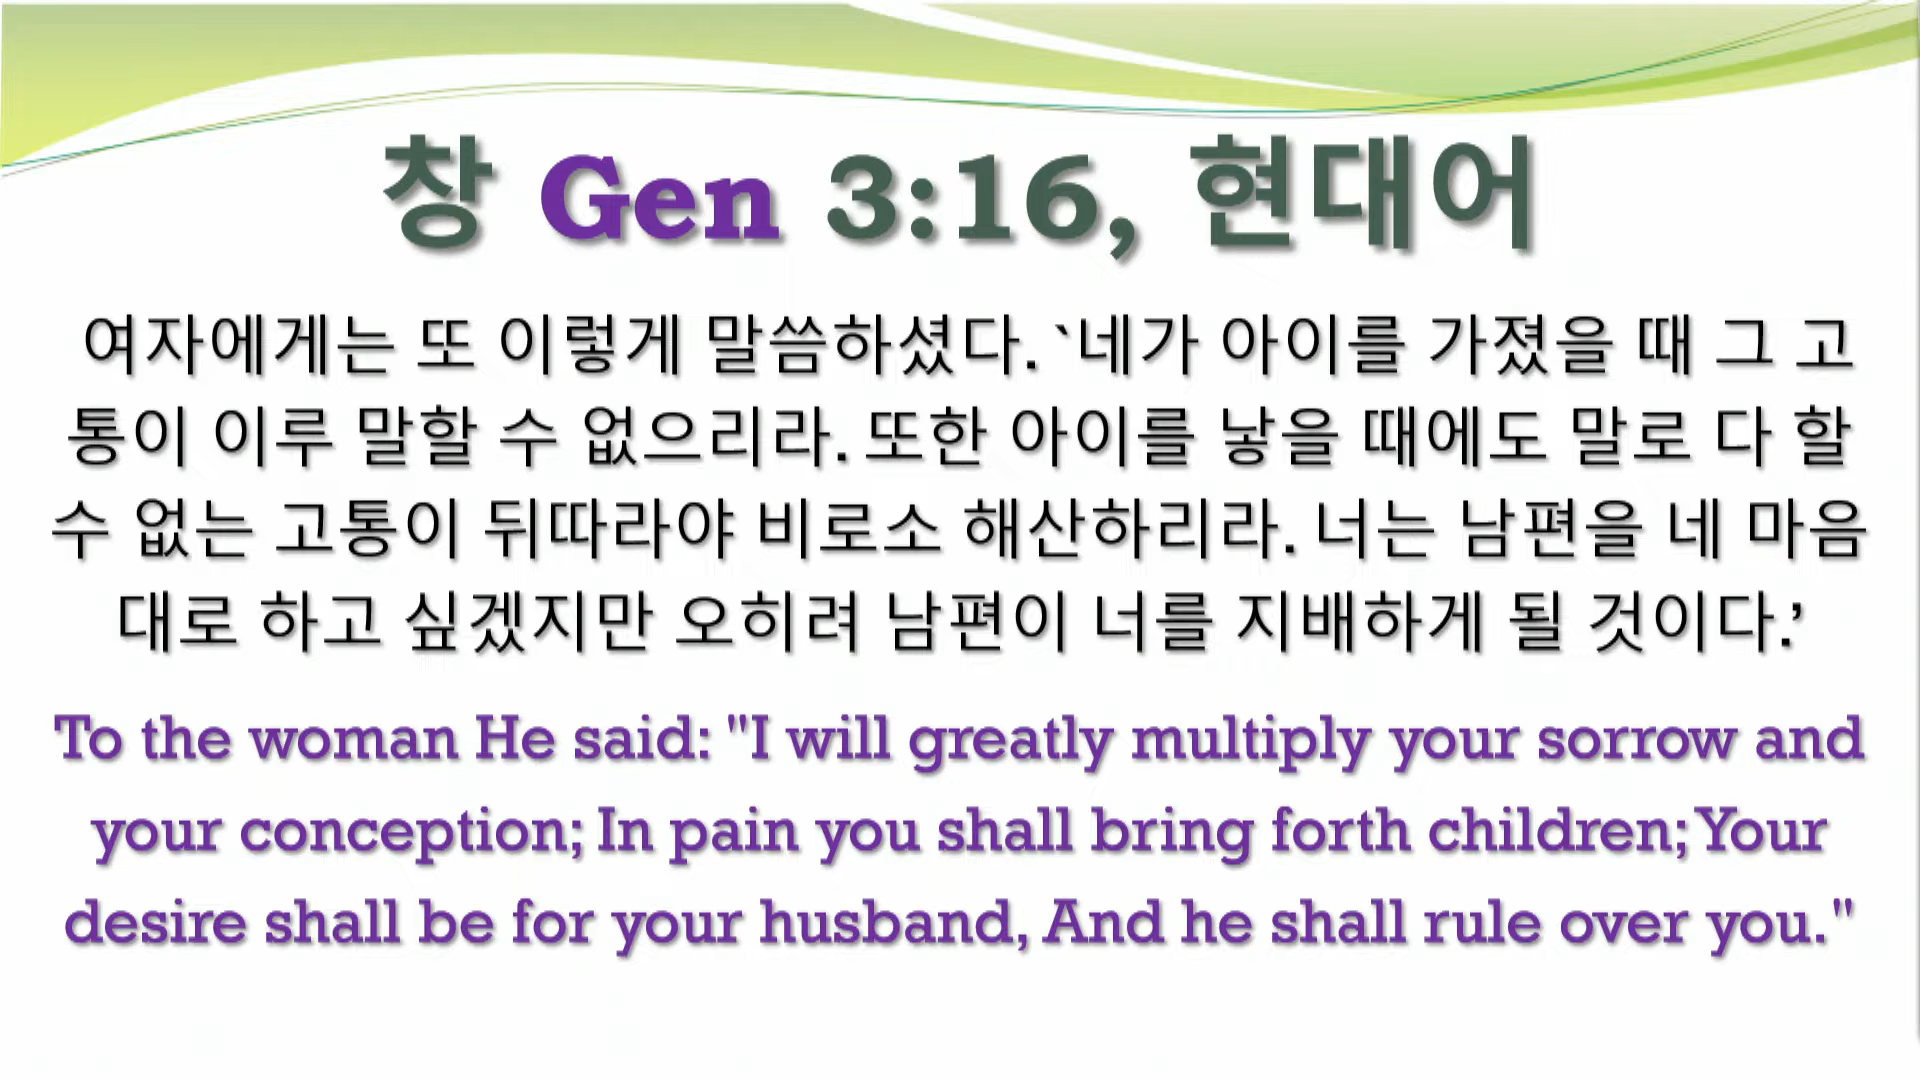 창 Gen 3:16, 현대어
여자에게는 또 이렇게 말씀하셨다. `네가 아이를 가졌을 때 그 고
통이 이루 말할 수 없으리라. 또한 아이를 낳을 때에도 말로 다 할
수 없는 고통이 뒤따라야 비로소 해산하리라. 너는 남편을 네 마음
대로 하고 싶겠지만 오히려 남편이 너를 지배하게 될 것이다.’
To the woman He said: "I will greatly multiply your sorrow and
your conception; In pain you shall bring forth children; Your
desire shall be for your husband, And he shall rule over you."